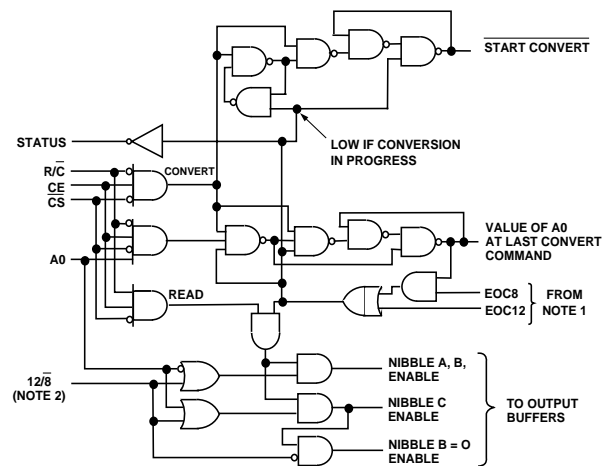 START CONVERT
STATUS
LOW IF CONVERSION
IN PROGRESS
R/C
CE
CS
CONVERT
A0
VALUE OF A0
AT LAST CONVERT
COMMAND
READ
EOC8
EOC12
FROM
NOTE 1
12/8
(NOTE 2)
NIBBLE A, B,
ENABLE
NIBBLE C
ENABLE
NIBBLE B = O
ENABLE
TO OUTPUT
BUFFERS